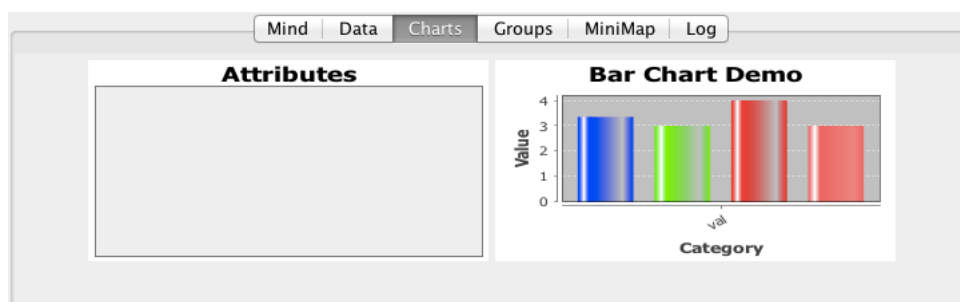 Mind Data Charts Groups MiniMap Log
Attributes
Bar Chart Demo
4
3
2
1
0
Value
val
Category